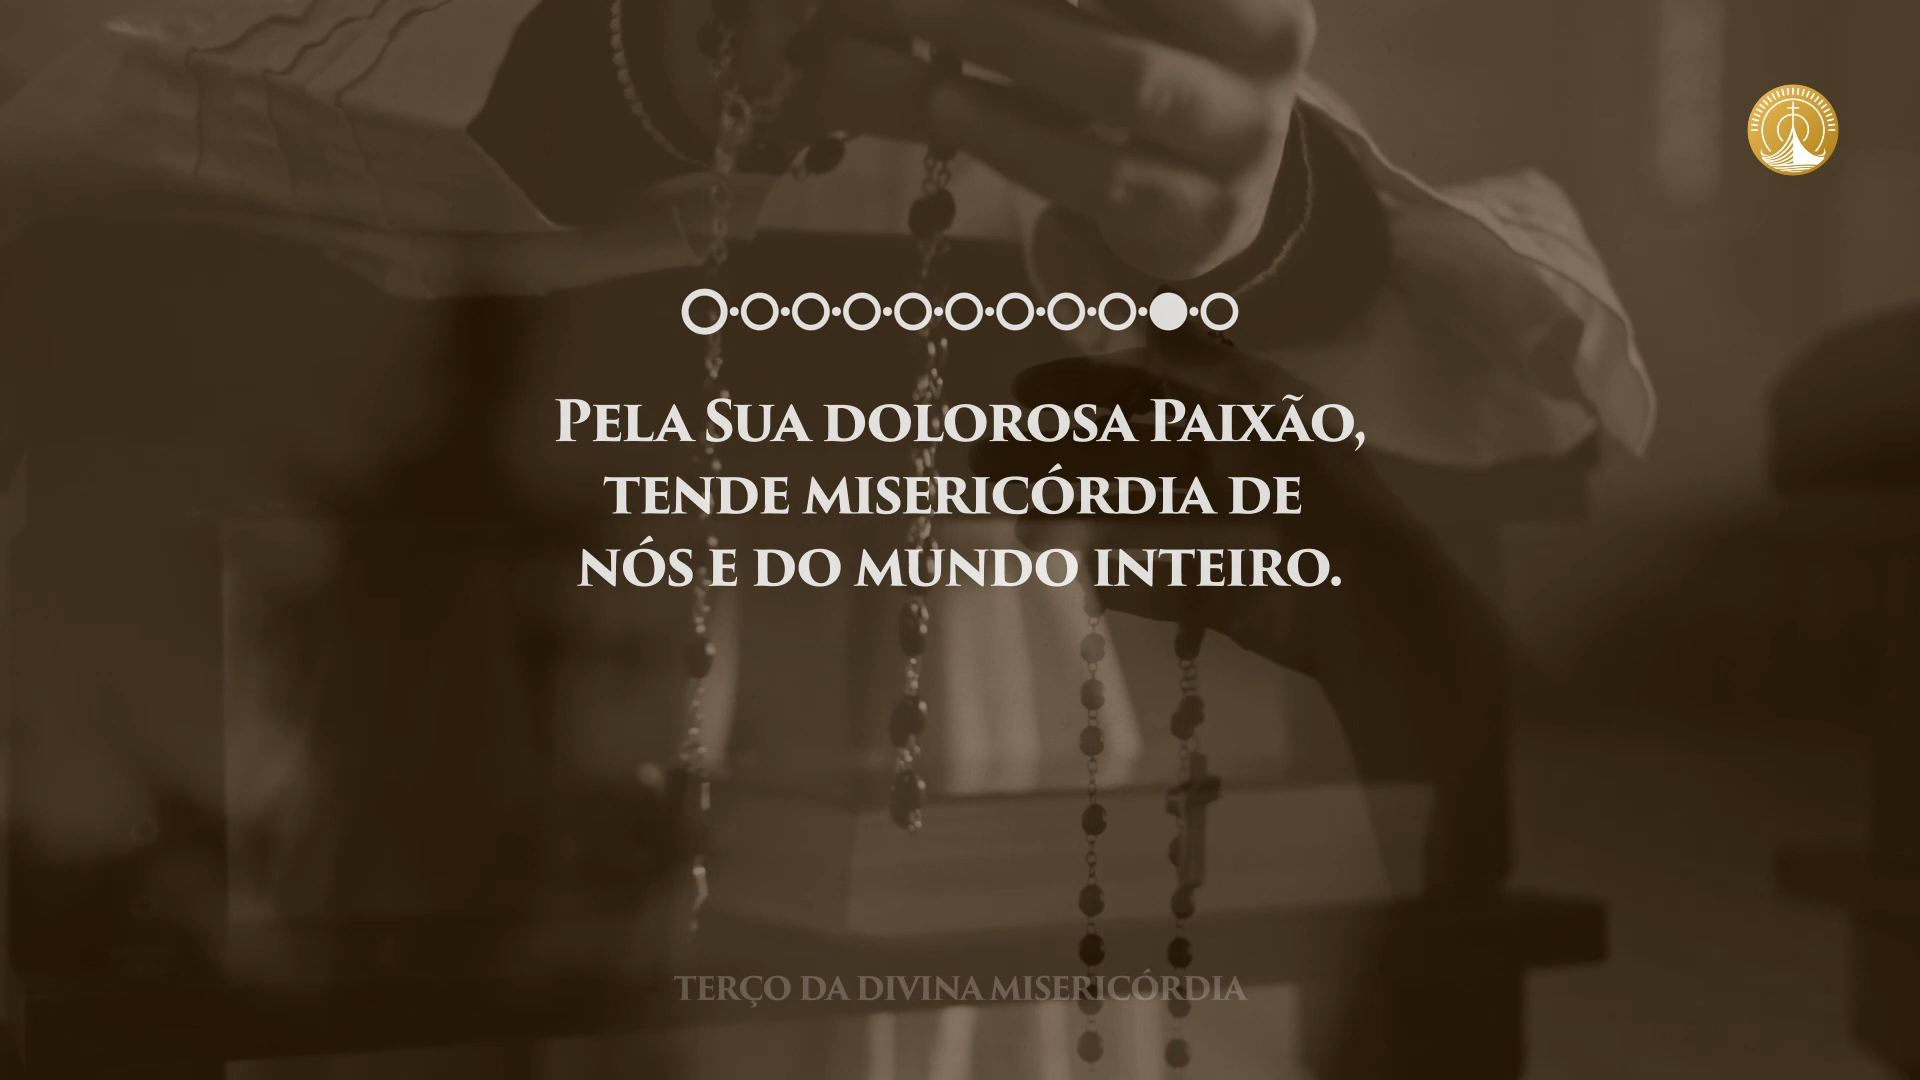 Pela Sua dolorosa Paixão,
tende misericórdia de
nós e do mundo inteiro.
TERÇO DA DIVINA MISERICÓRDIA